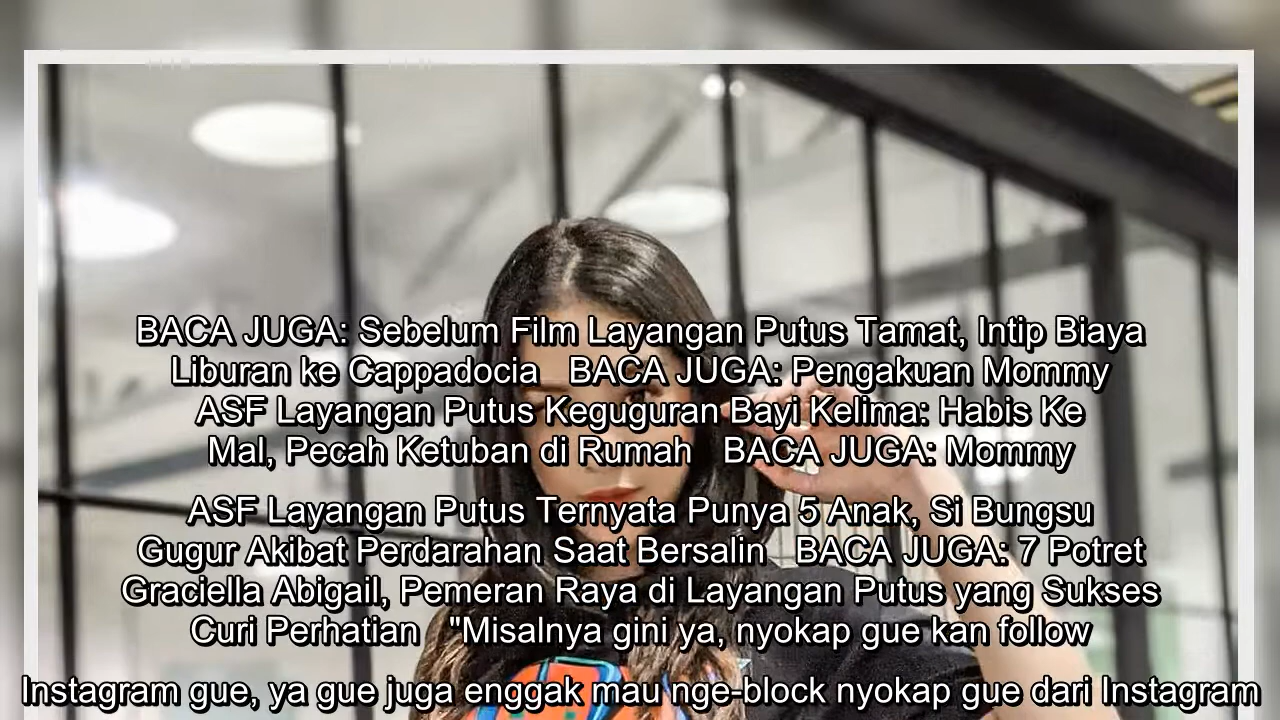 BACA JUGA: Sebelum Film Layangan Putus Tamat, Intip Biaya
Liburan ke Cappadocia   BACA JUGA: Pengakuan Mommy
ASF Layangan Putus Keguguran Bayi Kelima: Habis Ke
Mal, Pecah Ketuban di Rumah   BACA JUGA: Mommy
ASF Layangan Putus Ternyata Punya 5 Anak, Si Bungsu
Gugur Akibat Perdarahan Saat Bersalin   BACA JUGA: 7 Potret
Graciella Abigail, Pemeran Raya di Layangan Putus yang Sukses
Curi Perhatian   "Misalnya gini ya, nyokap gue kan follow
Instagram gue, ya gue juga enggak mau nge-block nyokap gue dari Instagram